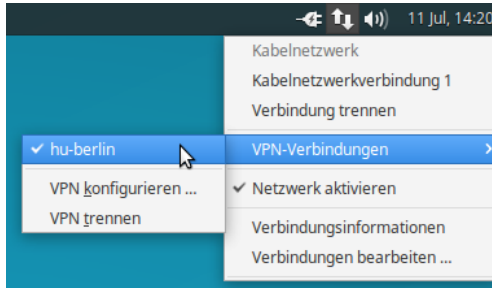 11 Jul, 14:20
Kabelnetzwerk
Kabelnetzwerkverbindung 1
Verbindung trennen
hu-berlin
VPN-Verbindungen
VPN konfigurieren ...
Netzwerk aktivieren
VPN trennen
Verbindungsinformationen
Verbindungen bearbeiten ...